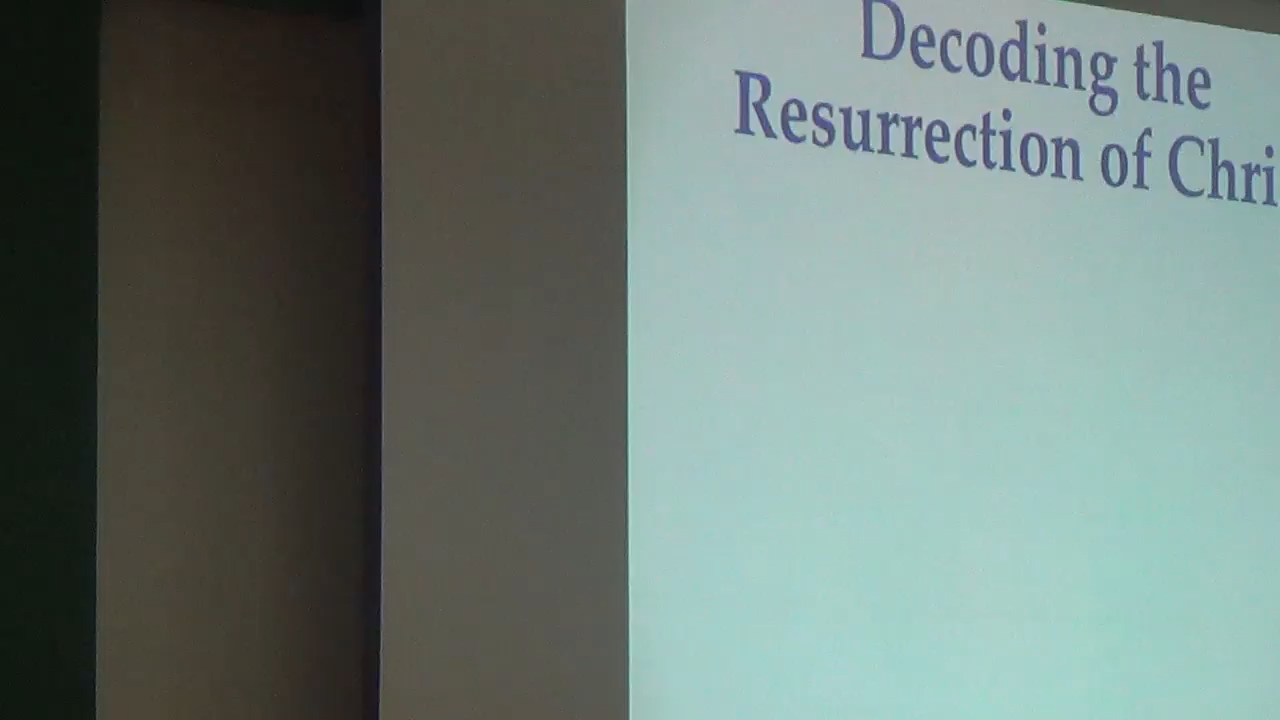 Decoding the
Resurrection of Chri